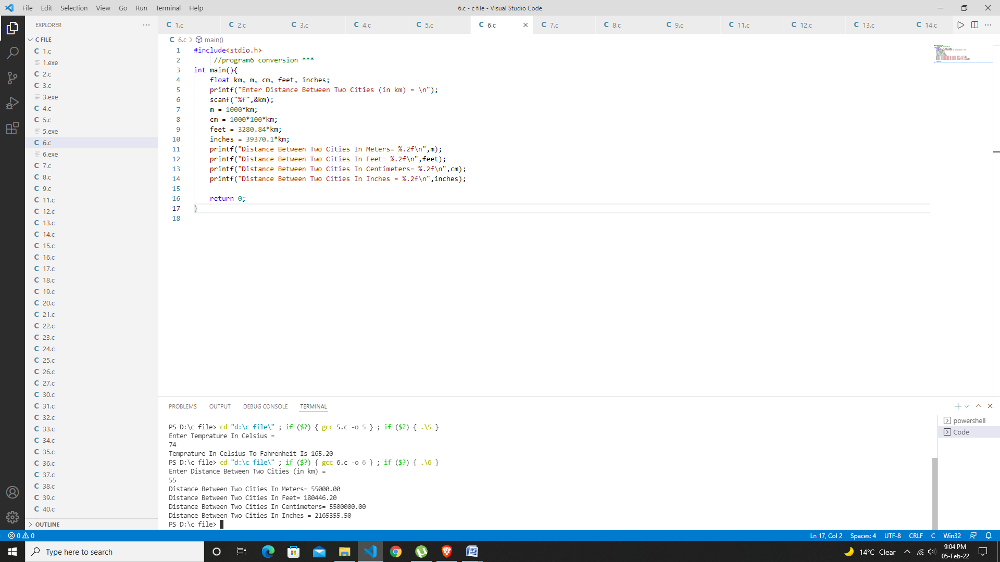 File Edit Selection View Go Run Terminal Help
6.c - c file - Visual Studio Code
EXPLORER
1.c 2.c 3.c 4.c 5.c 6.c 7.c 8.c 9.c 11.c 12.c 13.c 14.c
C FILE
1.c
1.exe
2.c
3.c
3.exe
4.c
5.c
5.exe
6.c
6.exe
7.c
8.c
9.c
11.c
12.c
13.c
14.c
15.c
16.c
17.c
18.c
19.c
20.c
21.c
22.c
23.c
24.c
25.c
26.c
27.c
30.c
31.c
32.c
33.c
34.c
35.c
36.c
37.c
38.c
39.c
40.c
OUTLINE
6.c > main()
1 #include<stdio.h>
2 //program6 conversion ***
3 int main(){
4 float km, m, cm, feet, inches;
5 printf("Enter Distance Between Two Cities (in km) = \n");
6 scanf("%f",&km);
7 m = 1000*km;
8 cm = 1000*100*km;
9 feet = 3280.84*km;
10 inches = 39370.1*km;
11 printf("Distance Between Two Cities In Meters= %.2f\n",m);
12 printf("Distance Between Two Cities In Feet= %.2f\n",feet);
13 printf("Distance Between Two Cities In Centimeters= %.2f\n",cm);
14 printf("Distance Between Two Cities In Inches = %.2f\n",inches);
15
16 return 0;
17 }
18
PROBLEMS OUTPUT DEBUG CONSOLE TERMINAL
PS D:\c file> cd "d:\c file\" ; if ($?) { gcc 5.c -o 5 } ; if ($?) { .\5 }
Enter Temprature In Celsius =
74
Temprature In Celsius To Fahrenheit Is 165.20
PS D:\c file> cd "d:\c file\" ; if ($?) { gcc 6.c -o 6 } ; if ($?) { .\6 }
Enter Distance Between Two Cities (in km) =
55
Distance Between Two Cities In Meters= 55000.00
Distance Between Two Cities In Feet= 180446.20
Distance Between Two Cities In Centimeters= 5500000.00
Distance Between Two Cities In Inches = 2165355.50
PS D:\c file>
powershell
Code
0 0
Ln 17, Col 2 Spaces: 4 UTF-8 CRLF C Win32
Type here to search
14°C Clear
9:04 PM
05-Feb-22